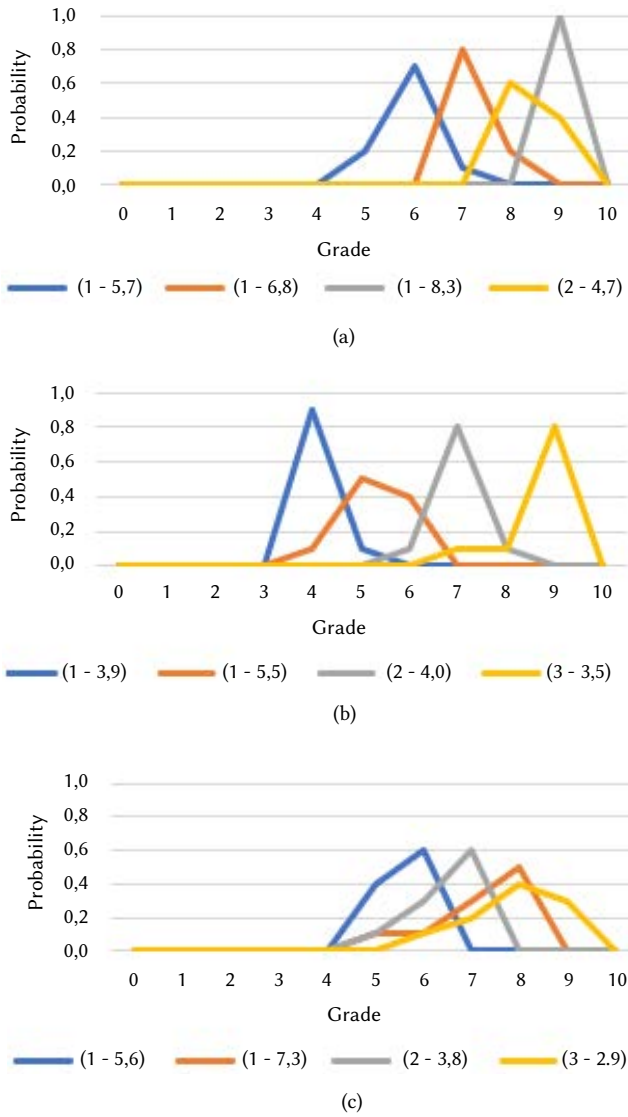 1,0
0,8
0,6
0,4
0,2
0,0
Probability
0 1 2 3 4 5 6 7 8 9 10
Grade
(1 - 5,7) (1 - 6,8) (1 - 8,3) (2 - 4,7)
(a)
1,0
0,8
0,6
0,4
0,2
0,0
Probability
0 1 2 3 4 5 6 7 8 9 10
Grade
(1 - 3,9) (1 - 5,5) (2 - 4,0) (3 - 3,5)
(b)
1,0
0,8
0,6
0,4
0,2
0,0
Probability
0 1 2 3 4 5 6 7 8 9 10
Grade
(1 - 5,6) (1 - 7,3) (2 - 3,8) (3 - 2.9)
(c)